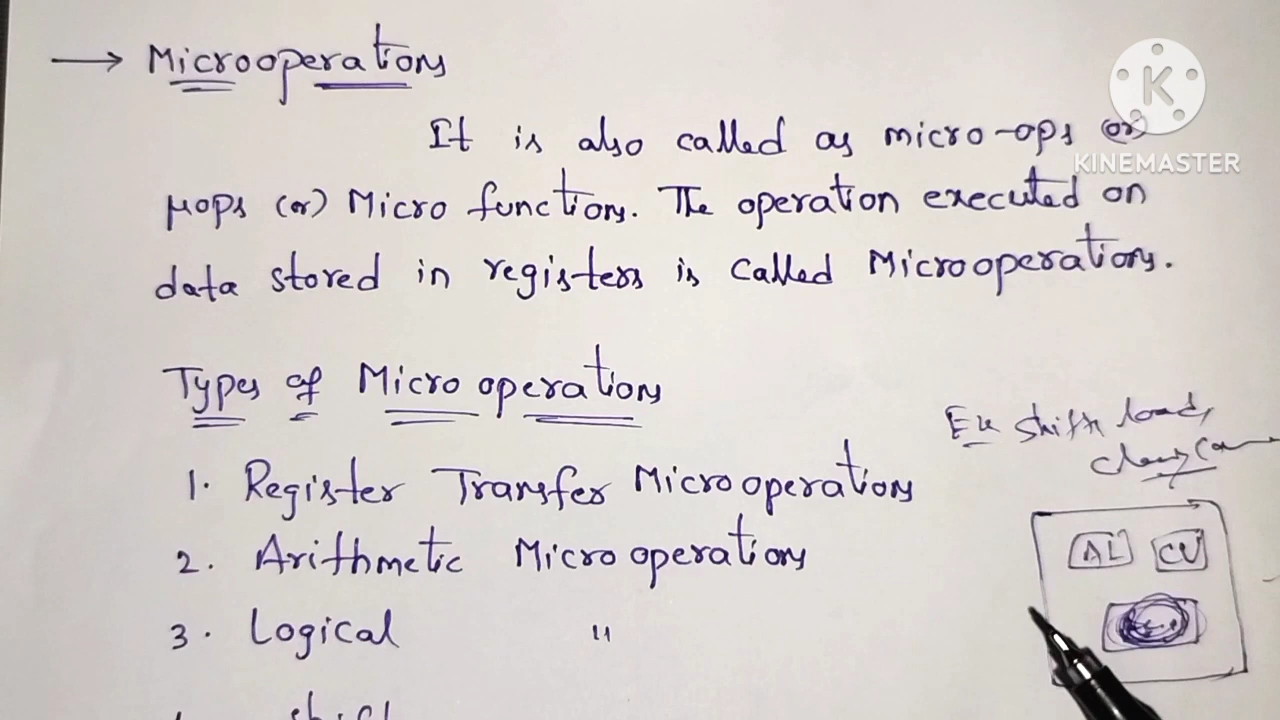 → Microoperations
It is also called as micro-ops (or)
μops (or) Micro functions. The operation executed on
data stored in registers is called Microoperations.
Types of Micro operations
1. Register Transfer Microoperations
2. Arithmetic Microoperations
3. Logical "
shift
Ex shift, load,
AL CU
K
KINEMASTER